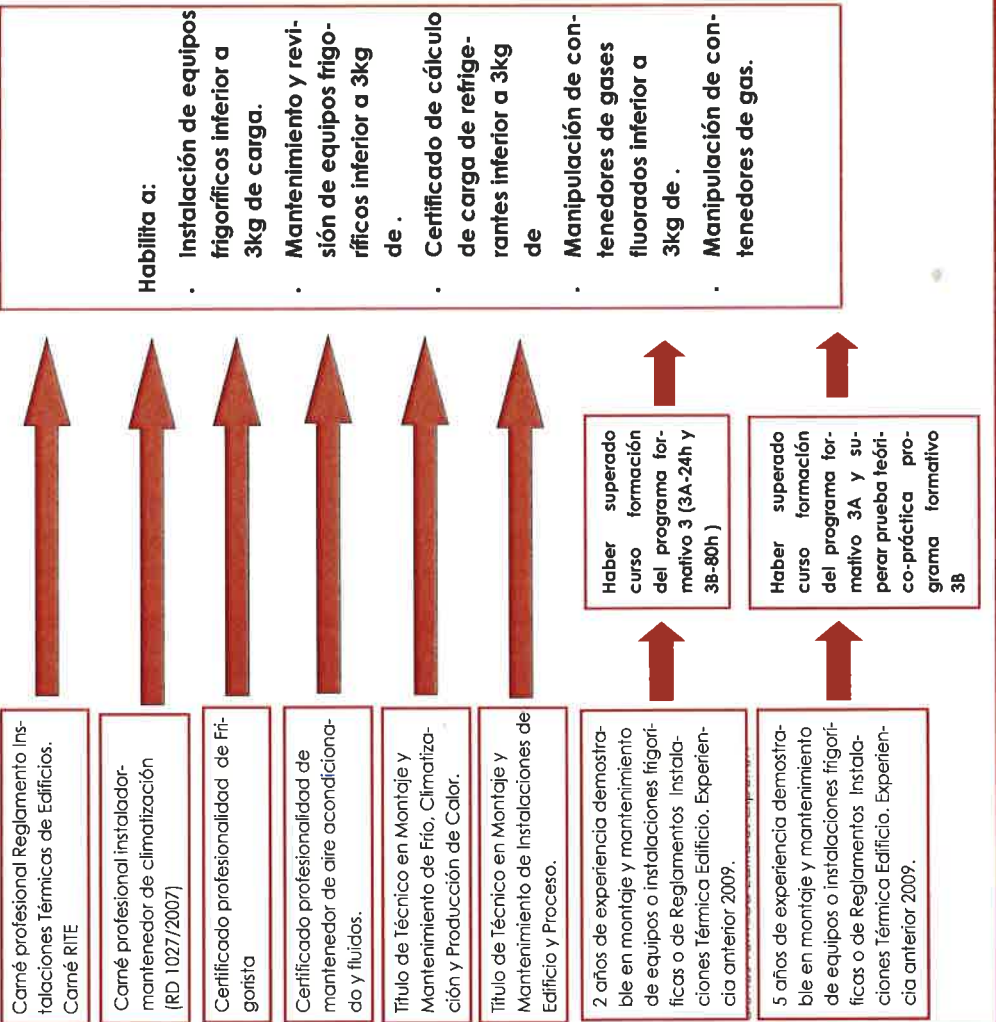 Carné profesional Reglamento Ins-
talaciones Térmicas de Edificios.
Carné RITE
Carné profesional instalador-
mantenedor de climatización
(RD 1027/2007)
Certificado profesionalidad de Fri-
gorista
Certificado profesionalidad de
mantenedor de aire acondiciona-
do y fluidos.
Título de Técnico en Montaje y
Mantenimiento de Frío, Climatiza-
ción y Producción de Calor.
Título de Técnico en Montaje y
Mantenimiento de Instalaciones de
Edificio y Proceso.
2 años de experiencia demostra-
ble en montaje y mantenimiento
de equipos o instalaciones frigorí-
ficas o de Reglamentos Instala-
ciones Térmica Edificio. Experien-
cia anterior 2009.
5 años de experiencia demostra-
ble en montaje y mantenimiento
de equipos o instalaciones frigorí-
ficas o de Reglamentos Instala-
ciones Térmica Edificio. Experien-
cia anterior 2009.
Haber superado
curso formación
del programa for-
mativo 3 (3A-24h y
3B-80h )
Haber superado
curso formación
del programa for-
mativo 3A y su-
perar prueba teóri-
co-práctica pro-
grama formativo
3B
Habilita a:
. Instalación de equipos
frigoríficos inferior a
3kg de carga.
. Mantenimiento y revi-
sión de equipos frigo-
ríficos inferior a 3kg
de .
. Certificado de cálculo
de carga de refrige-
rantes inferior a 3kg
de
. Manipulación de con-
tenedores de gases
fluorados inferior a
3kg de .
. Manipulación de con-
tenedores de gas.